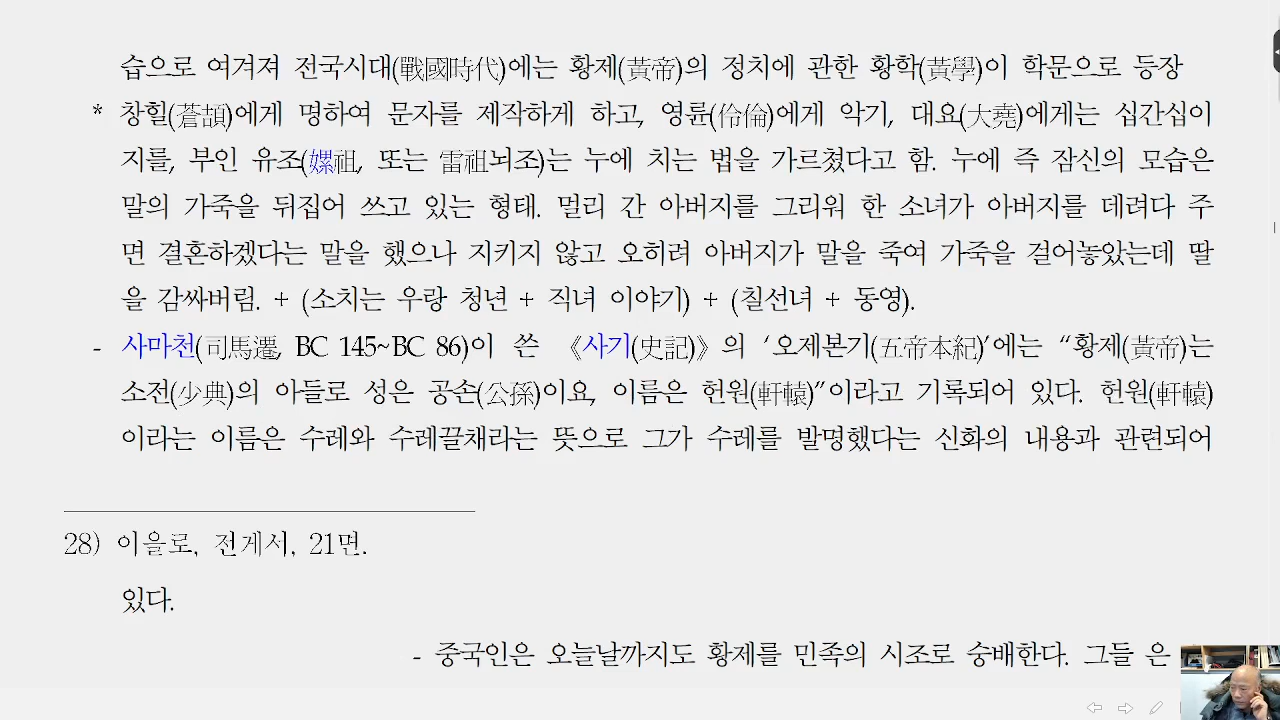 습으로 여겨져 전국시대(戰國時代)에는 황제(黃帝)의 정치에 관한 황학(黃學)이 학문으로 등장
* 창힐(蒼頡)에게 명하여 문자를 제작하게 하고, 영륜(伶倫)에게 악기, 대요(大堯)에게는 십간십이
지를, 부인 유조(嫘祖, 또는 雷祖뇌조)는 누에 치는 법을 가르쳤다고 함. 누에 즉 잠신의 모습은
말의 가죽을 뒤집어 쓰고 있는 형태. 멀리 간 아버지를 그리워 한 소녀가 아버지를 데려다 주
면 결혼하겠다는 말을 했으나 지키지 않고 오히려 아버지가 말을 죽여 가죽을 걸어놓았는데 딸
을 감싸버림. + (소치는 우랑 청년 + 직녀 이야기) + (칠선녀 + 동영).
- 사마천(司馬遷, BC 145~BC 86)이 쓴 《사기(史記)》의 ‘오제본기(五帝本紀)’에는 “황제(黃帝)는
소전(少典)의 아들로 성은 공손(公孫)이요, 이름은 헌원(軒轅)”이라고 기록되어 있다. 헌원(軒轅)
이라는 이름은 수레와 수레끌채라는 뜻으로 그가 수레를 발명했다는 신화의 내용과 관련되어
28) 이을로, 전게서, 21면.
있다.
- 중국인은 오늘날까지도 황제를 민족의 시조로 숭배한다. 그들 은